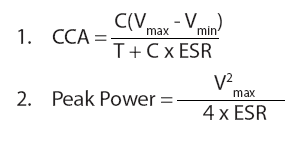 1. CCA = C(Vmax - Vmin) / T + C x ESR
2. Peak Power = V²max / 4 x ESR